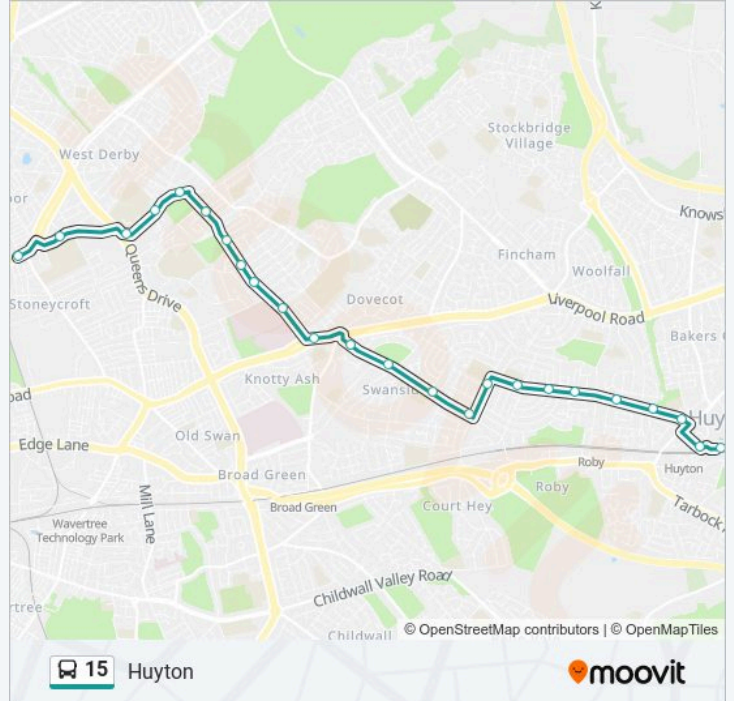 K
Stockbridge
Village
West Derby
or
Knows
Fincham
Woolfall
Queens Drive
Stoneycroft
Dovecot
Liverpool Road
Bakers
Knotty Ash
Swansi
oad
Huy
Old Swan
Edge Lane
Broad Green
Roby
Huyton
Mill Lane
Roby
Broad Green
Court Hey
Tarbock
Wavertree
Technology Park
Childwall Valley Road
rtree
Childwall
© OpenStreetMap contributors | © OpenMapTiles
15 Huyton
moovit